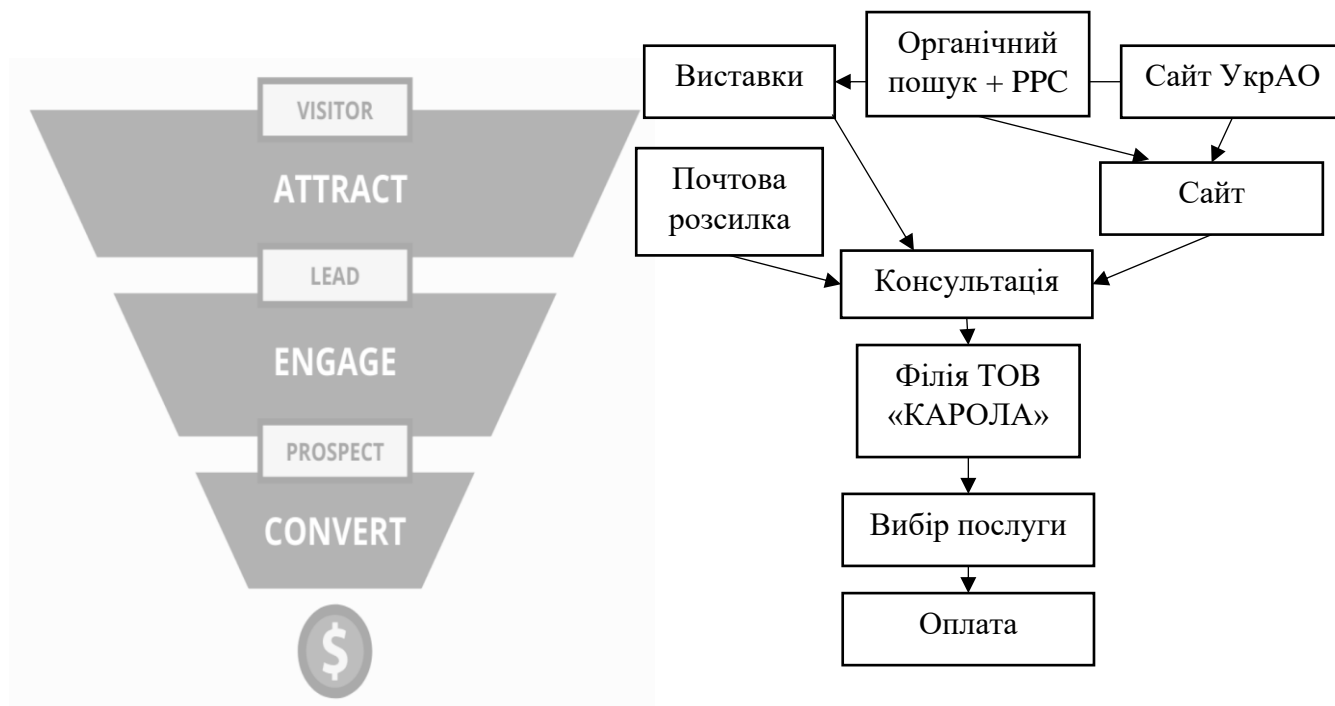 VISITOR
ATTRACT
LEAD
ENGAGE
PROSPECT
CONVERT
$
Виставки
Органічний
пошук + PPC
Сайт УкрАО
Почтова
розсилка
Сайт
Консультація
Філія ТОВ
«КАРОЛА»
Вибір послуги
Оплата